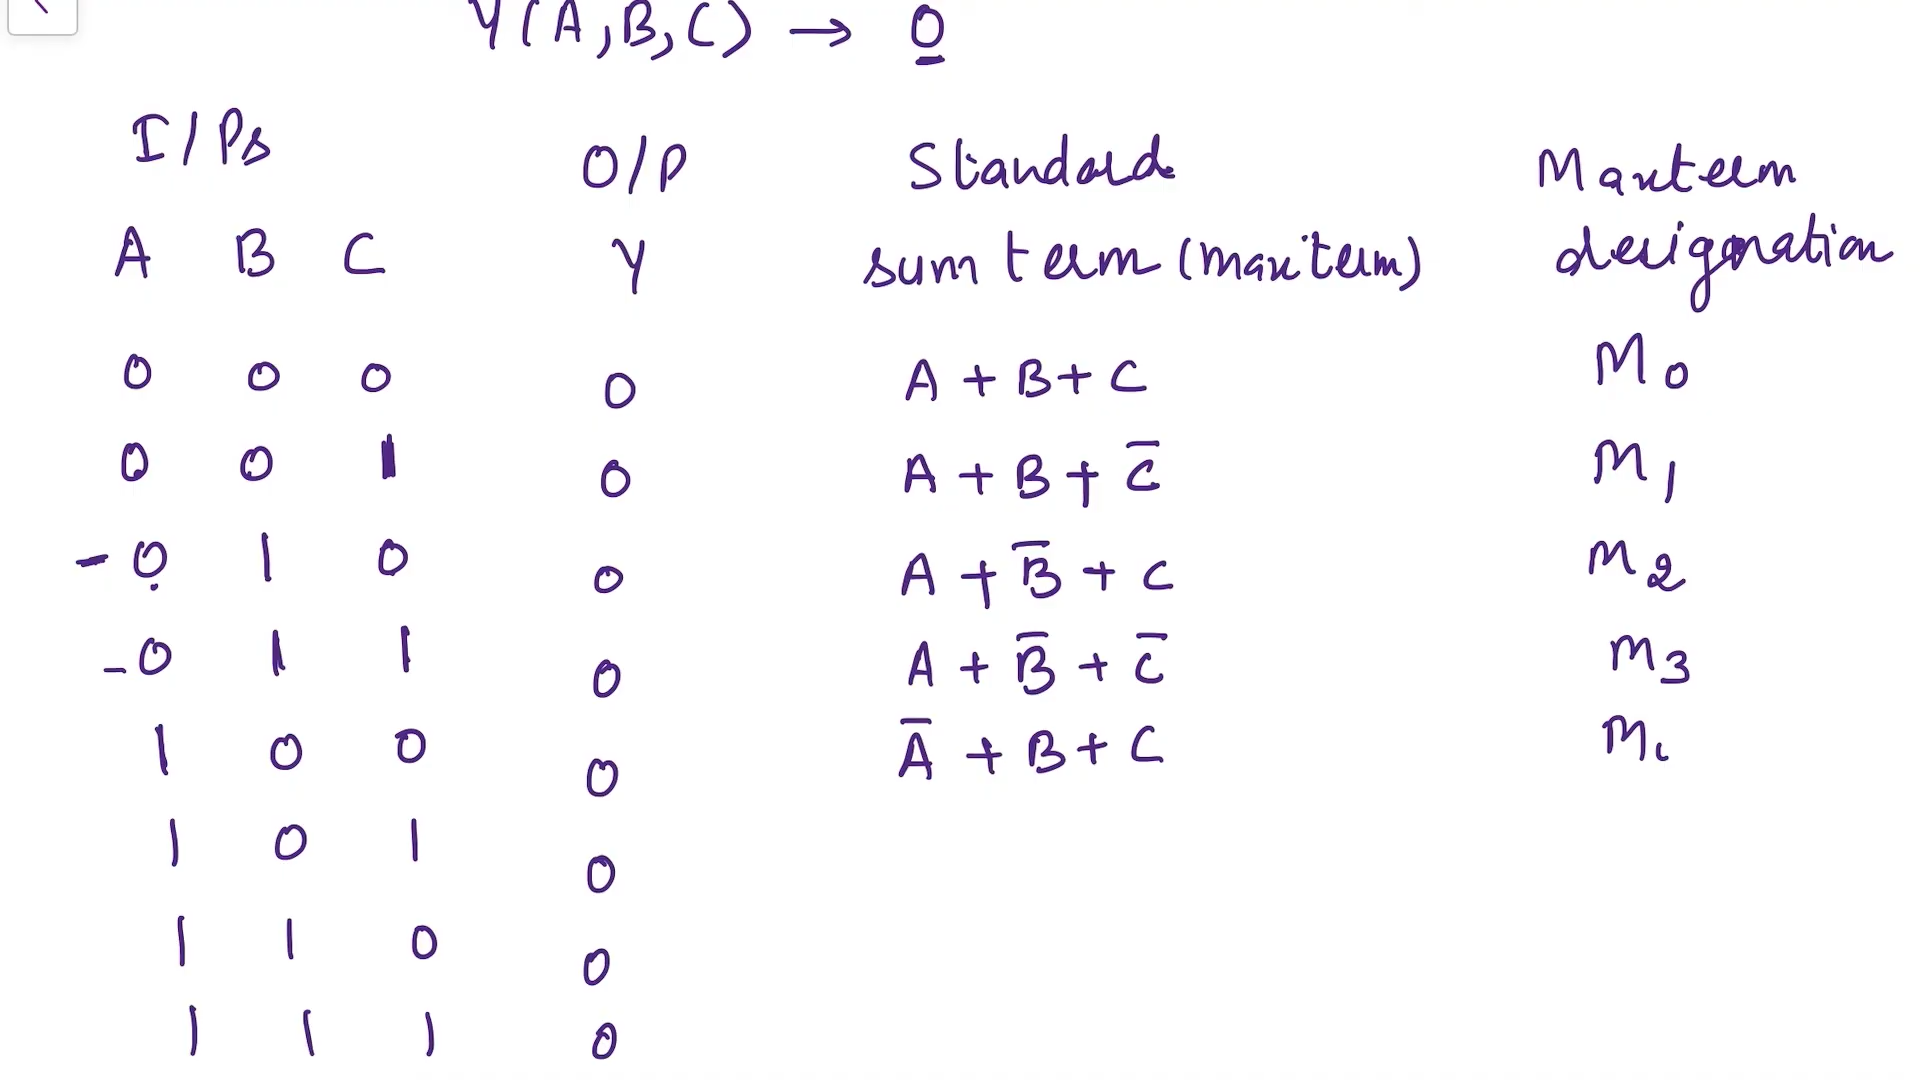 Y(A,B,C) → 0
I/Ps O/P Standard Maxterm
A B C Y sum term (maxterm) designation
0 0 0 0 A + B + C M0
0 0 1 0 A + B + C̅ M1
- 0 1 0 0 A + B̅ + C M2
- 0 1 1 0 A + B̅ + C̅ M3
1 0 0 0 A̅ + B + C M
1 0 1 0
1 1 0 0
1 1 1 0